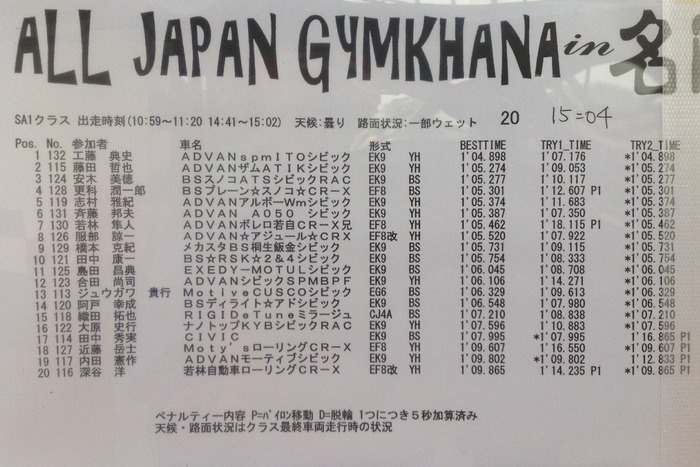 ALL JAPAN GYMKHANA in 名
SA1クラス 出走時刻(10:59～11:20 14:41～15:02) 天候:曇り 路面状況:一部ウェット 20 15=04
Pos. No. 参加者 車名 形式 BESTTIME TRY1_TIME TRY2_TIME
1 132 工藤 典史 ADVANspmITOシビック EK9 YH 1'04.898 1'07.176 *1'04.898
2 115 藤田 哲也 ADVANザムATIKシビック EK9 YH 1'05.274 1'09.053 *1'05.274
3 124 安木 美徳 BSスノコATSシビックRAC EK9 BS 1'05.277 1'10.117 *1'05.277
4 128 更科 潤一郎 BSブレーン☆スノコ☆CR-X EF8 BS 1'05.301 1'12.607 P1 *1'05.301
5 119 志村 雅紀 ADVANアルボーWmシビック EK9 YH 1'05.374 1'11.683 *1'05.374
6 131 斉藤 邦夫 ADVAN A050 シビック EK9 YH 1'05.387 1'07.350 *1'05.387
7 130 若林 隼人 ADVANボレロ若自CR-X兄 EF8 YH 1'05.462 1'18.115 P1 *1'05.462
8 126 服部 諒一 ADVAN☆アジュール☆CRX EF8改 YH 1'05.520 1'07.922 *1'05.520
9 129 橋本 克紀 メカスタBS桐生鈑金シビック EK9 BS 1'05.731 1'09.115 *1'05.731
10 121 田中 康一 BS☆RSK☆2&4シビック EK9 BS 1'05.754 1'08.333 *1'05.754
11 125 島田 昌典 EXEDY-MOTULシビック EK9 BS 1'06.045 1'08.708 *1'06.045
12 123 合田 尚司 ADVANシビックSPMBPF EK9 YH 1'06.106 1'14.271 *1'06.106
13 113 ジュウガワ 貴行 MotiveCUSCOシビック EG6 BS 1'06.329 1'09.613 *1'06.329
14 120 阿戸 幸成 BSディライト☆アドシビック EK9 BS 1'06.548 1'07.980 *1'06.548
15 118 織田 拓也 RIGIDeTuneミラージュ CJ4A BS 1'07.210 1'08.838 *1'07.210
16 122 大原 史行 ナノトップKYBシビックRAC EK9 YH 1'07.596 1'10.883 *1'07.596
17 114 田中 秀実 CIVIC EK9 BS 1'07.995 *1'07.995 1'16.865 P1
18 127 近藤 岳士 Moty'sローリングCR-X EF8 YH 1'09.607 1'16.550 *1'09.607 P1
19 117 内田 憲作 ADVANモーティブシビック EK9 YH 1'09.802 *1'09.802 1'12.833 P1
20 116 深谷 洋 若林自動車ローリングCR-X EF8改 YH 1'09.865 1'14.235 P1 *1'09.865 P1
ペナルティー内容 P=パイロン移動 D=脱輪 1つにつき5秒加算済み
天候・路面状況はクラス最終車両走行時の状況